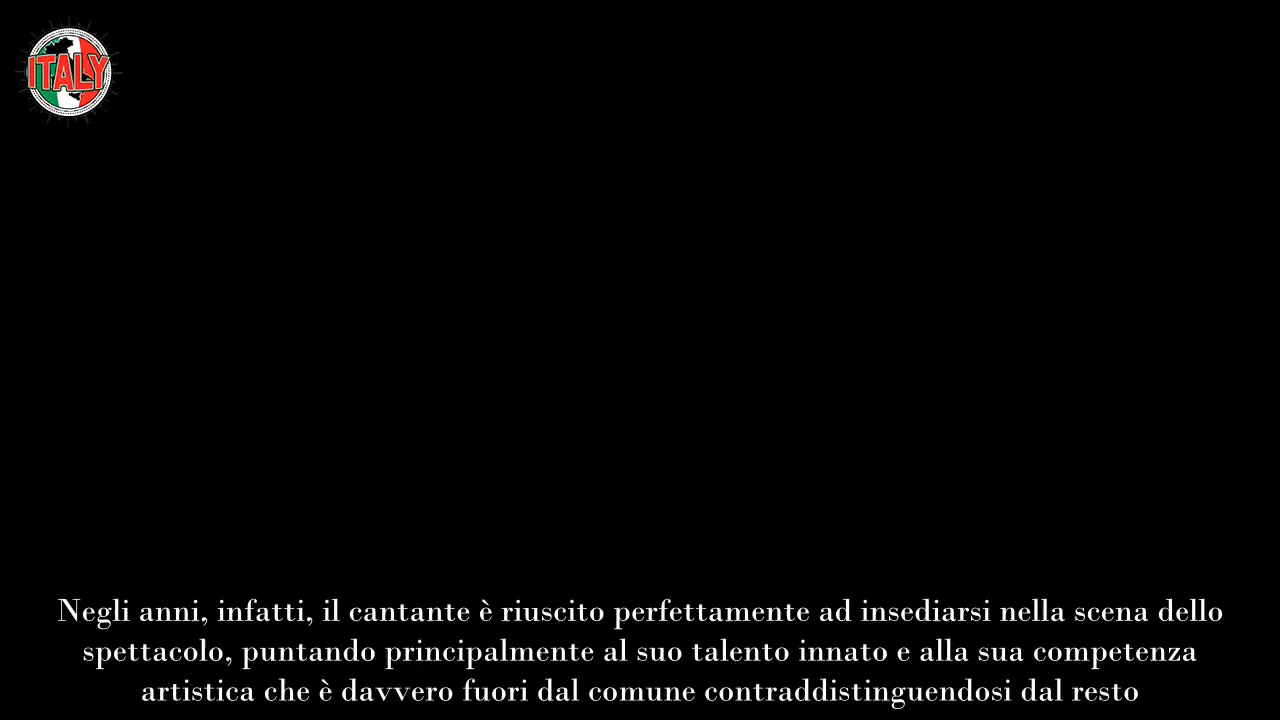 ITALY
Negli anni, infatti, il cantante è riuscito perfettamente ad insediarsi nella scena dello
spettacolo, puntando principalmente al suo talento innato e alla sua competenza
artistica che è davvero fuori dal comune contraddistinguendosi dal resto